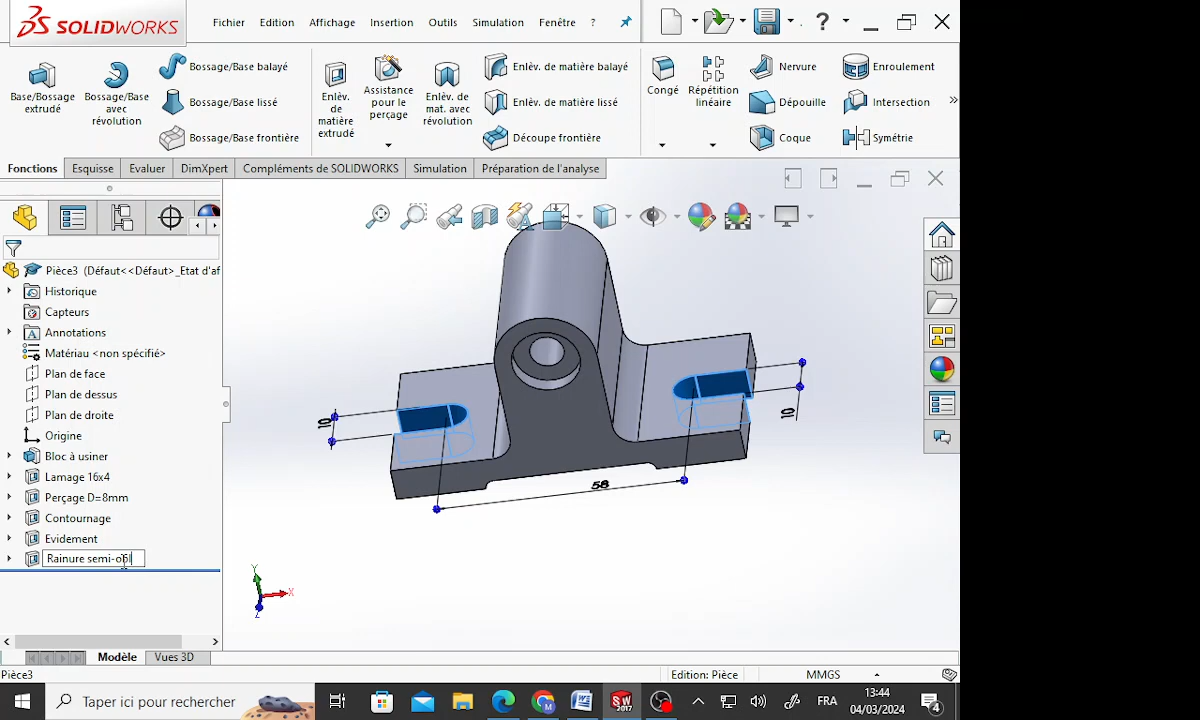 SOLIDWORKS
Fichier Edition Affichage Insertion Outils Simulation Fenêtre ?
Base/Bossage extrudé
Bossage/Base avec révolution
Bossage/Base balayé
Bossage/Base lissé
Bossage/Base frontière
Enlèv. de matière extrudé
Assistance pour le perçage
Enlèv. de mat. avec révolution
Enlèv. de matière balayé
Enlèv. de matière lissé
Découpe frontière
Congé
Répétition linéaire
Nervure
Dépouille
Coque
Enroulement
Intersection
Symétrie
Fonctions Esquisse Evaluer DimXpert Compléments de SOLIDWORKS Simulation Préparation de l'analyse
Pièce3 (Défaut<<Défaut>_Etat d'af
Historique
Capteurs
Annotations
Matériau <non spécifié>
Plan de face
Plan de dessus
Plan de droite
Origine
Bloc à usiner
Lamage 16x4
Perçage D=8mm
Contournage
Evidement
Rainure semi-obl
10
58
10
Y
X
Z
Modèle Vues 3D
Pièce3 Edition: Pièce MMGS
Taper ici pour rechercher
SW
2017
FRA
13:44
04/03/2024
4